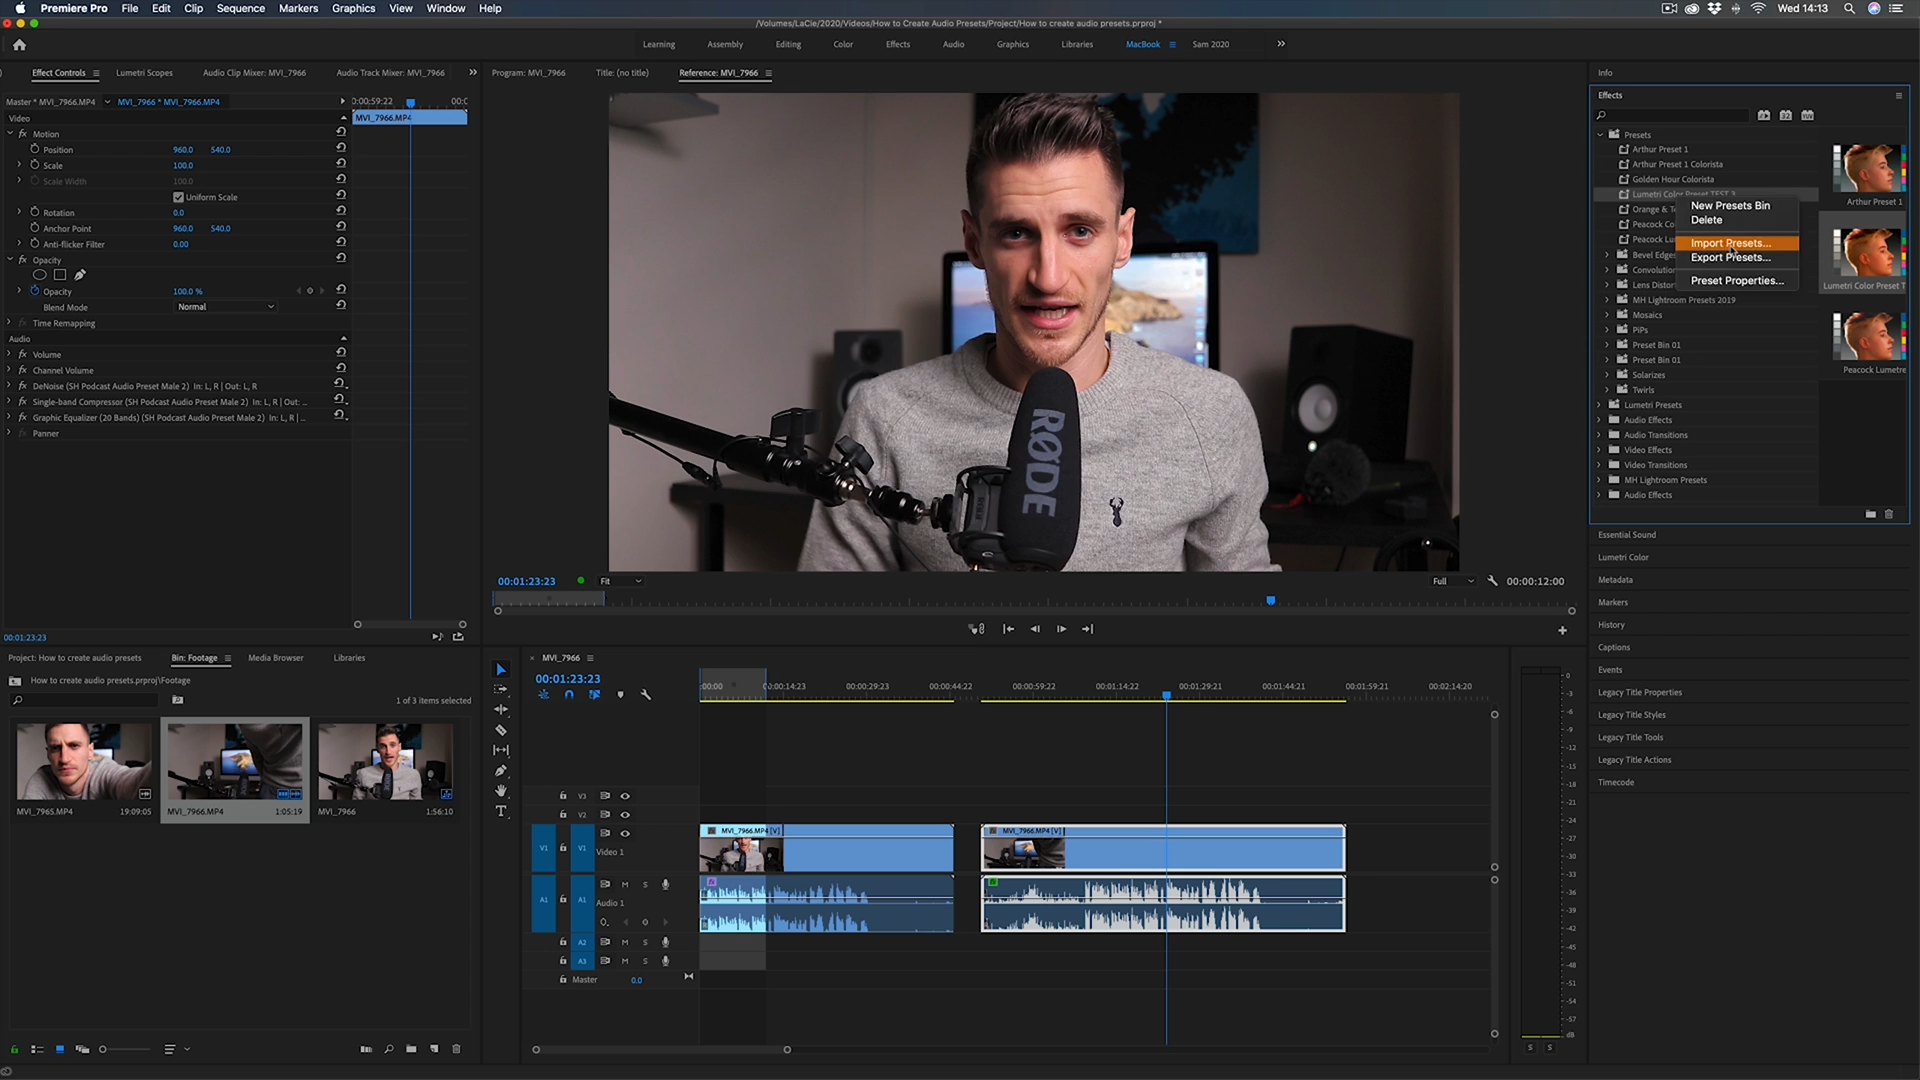 Premiere Pro File Edit Clip Sequence Markers Graphics View Window Help Wed 14:13
/Volumes/LaCie/2020/Videos/How to Create Audio Presets/Project/How to create audio presets.prproj *
Learning Assembly Editing Color Effects Audio Graphics Libraries MacBook Sam 2020
Effect Controls Lumetri Scopes Audio Clip Mixer: MVI_7966 Audio Track Mixer: MVI_7966
Program: MVI_7966 Title: (no title) Reference: MVI_7966
Master * MVI_7966.MP4 MVI_7966 * MVI_7966.MP4 0:00:59:22 00:0
Video MVI_7966.MP4
fx Motion
Position 960.0 540.0
Scale 100.0
Scale Width 100.0
Uniform Scale
Rotation 0.0
Anchor Point 960.0 540.0
Anti-flicker Filter 0.00
fx Opacity
Opacity 100.0 %
Blend Mode Normal
fx Time Remapping
Audio
fx Volume
fx Channel Volume
fx DeNoise (SH Podcast Audio Preset Male 2) In: L, R | Out: L, R
fx Single-band Compressor (SH Podcast Audio Preset Male 2) In: L, R | Out: ...
fx Graphic Equalizer (20 Bands) (SH Podcast Audio Preset Male 2) In: L, R | ...
fx Panner
00:01:23:23
RØDE
00:01:23:23 Fit Full 00:00:12:00
Info
Effects
Presets
Arthur Preset 1
Arthur Preset 1 Colorista
Golden Hour Colorista
Lumetri Color Preset TEST 3
Orange & Te
Peacock Co
Peacock Lu
Bevel Edges
Convolution
Lens Distor
MH Lightroom Presets 2019
Mosaics
PiPs
Preset Bin 01
Preset Bin 01
Solarizes
Twirls
Lumetri Presets
Audio Effects
Audio Transitions
Video Effects
Video Transitions
MH Lightroom Presets
Audio Effects
New Presets Bin
Delete
Import Presets...
Export Presets...
Preset Properties...
Arthur Preset 1
Lumetri Color Preset T
Peacock Lumetre
Essential Sound
Lumetri Color
Metadata
Markers
History
Captions
Events
Legacy Title Properties
Legacy Title Styles
Legacy Title Tools
Legacy Title Actions
Timecode
Project: How to create audio presets Bin: Footage Media Browser Libraries
How to create audio presets.prproj\Footage
1 of 3 items selected
MVI_7965.MP4 19:09:05
MVI_7966.MP4 1:05:19
MVI_7966 1:56:10
MVI_7966
00:01:23:23
:00:00 00:00:14:23 00:00:29:23 00:00:44:22 00:00:59:22 00:01:14:22 00:01:29:21 00:01:44:21 00:01:59:21 00:02:14:20
V3
V2
V1 V1 Video 1
MVI_7966.MP4 [V] MVI_7966.MP4 [V]
A1 A1 M S Audio 1
A2 M S
A3 M S
Master 0.0
0
-3
-6
-9
-12
-15
-18
-21
-24
-27
-30
-33
-36
-39
-42
-45
-48
-51
-54
-57
dB
S S